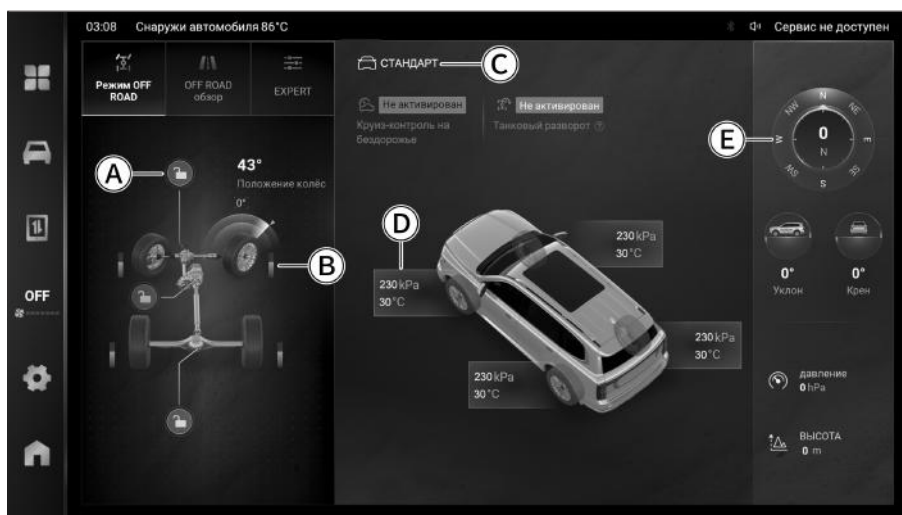 03:08 Снаружи автомобиля 86°C
Сервис не доступен
Режим OFF
ROAD
OFF ROAD
обзор
EXPERT
A
43°
Положение колёс
0°
B
OFF
СТАНДАРТ
C
Не активирован
Круиз-контроль на
бездорожье
Не активирован
Танковый разворот ?
D
230 kPa
30°C
230 kPa
30°C
230 kPa
30°C
230 kPa
30°C
E
N
NE
E
SE
S
SW
W
NW
0
N
0°
Уклон
0°
Крен
давление
0 hPa
ВЫСОТА
0 m